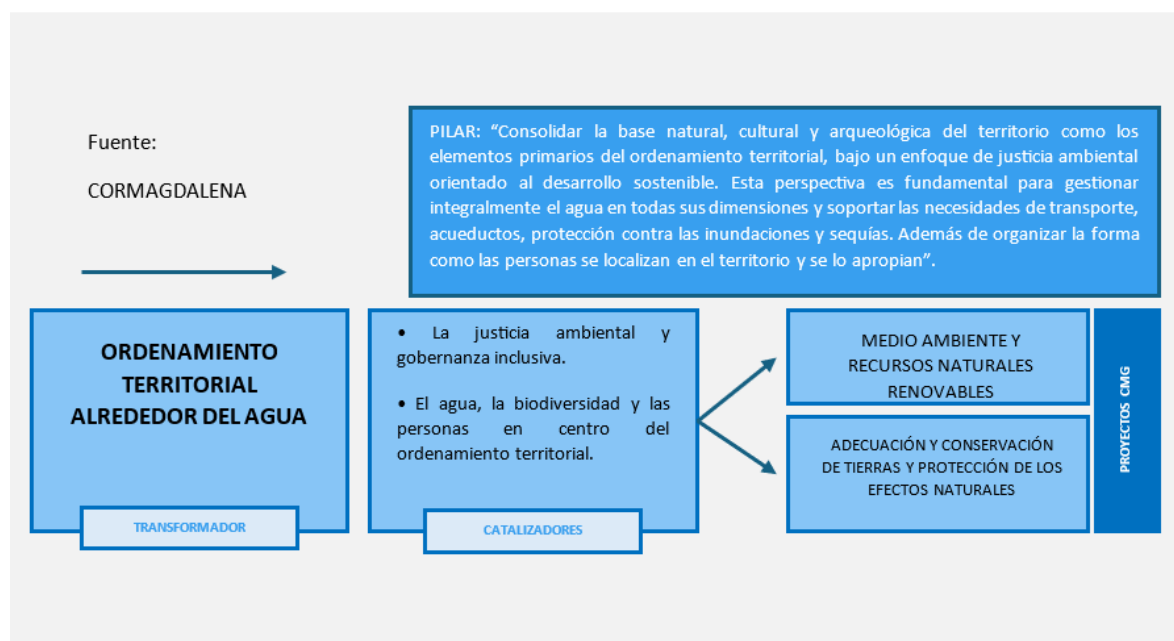 Fuente:
CORMAGDALENA
PILAR: “Consolidar la base natural, cultural y arqueológica del territorio como los
elementos primarios del ordenamiento territorial, bajo un enfoque de justicia ambiental
orientado al desarrollo sostenible. Esta perspectiva es fundamental para gestionar
integralmente el agua en todas sus dimensiones y soportar las necesidades de transporte,
acueductos, protección contra las inundaciones y sequías. Además de organizar la forma
como las personas se localizan en el territorio y se lo apropian”.
ORDENAMIENTO
TERRITORIAL
ALREDEDOR DEL AGUA
TRANSFORMADOR
• La justicia ambiental y
gobernanza inclusiva.
• El agua, la biodiversidad y las
personas en centro del
ordenamiento territorial.
CATALIZADORES
MEDIO AMBIENTE Y
RECURSOS NATURALES
RENOVABLES
ADECUACIÓN Y CONSERVACIÓN
DE TIERRAS Y PROTECCIÓN DE LOS
EFECTOS NATURALES
PROYECTOS CMG